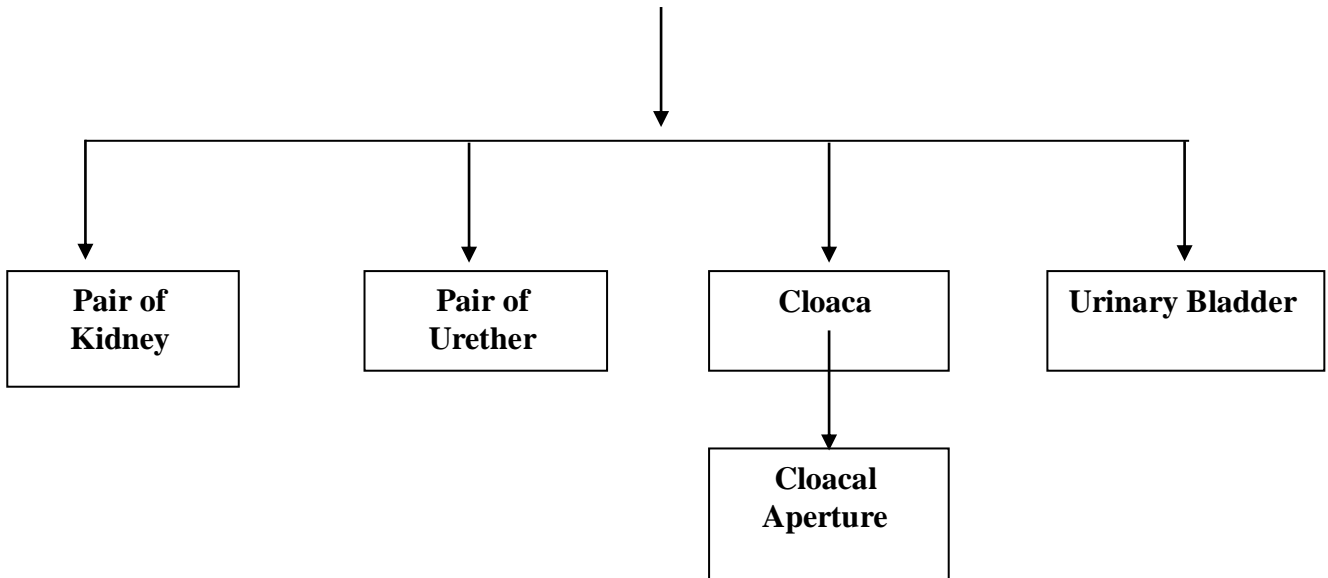 Pair of
Kidney
Pair of
Urether
Cloaca
Urinary Bladder
Cloacal
Aperture